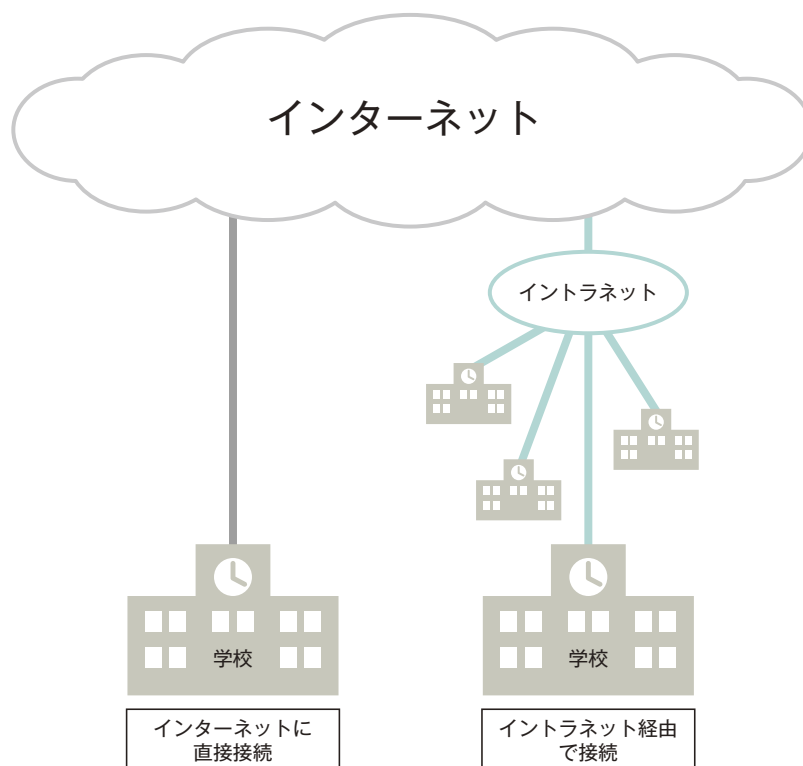 インターネット
イントラネット
学校
学校
インターネットに
直接接続
イントラネット経由
で接続